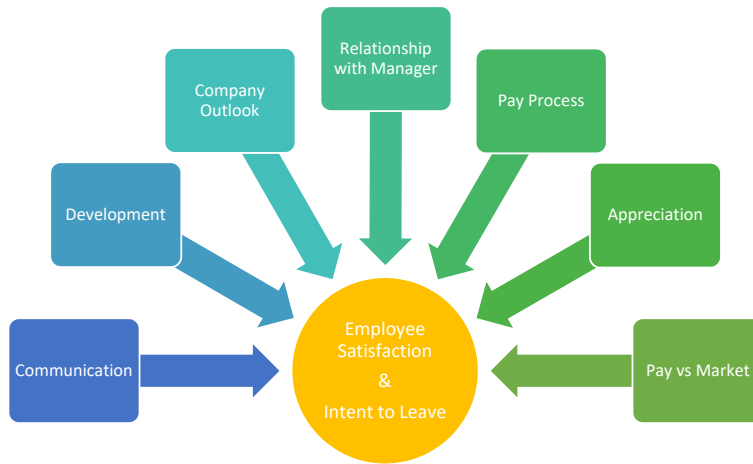 Relationship
with Manager
Company
Outlook
Pay Process
Development
Appreciation
Communication
Employee
Satisfaction
&
Intent to Leave
Pay vs Market